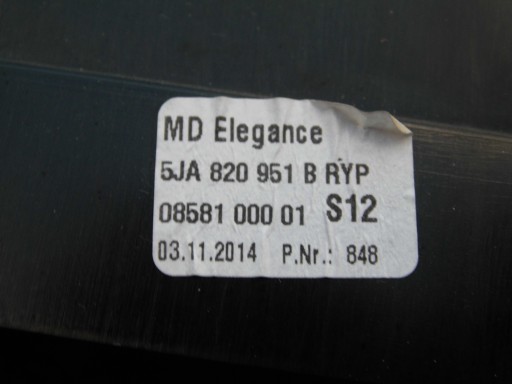 MD Elegance
5JA 820 951 B RYP
08581 000 01 S12
03.11.2014 P.Nr.: 848